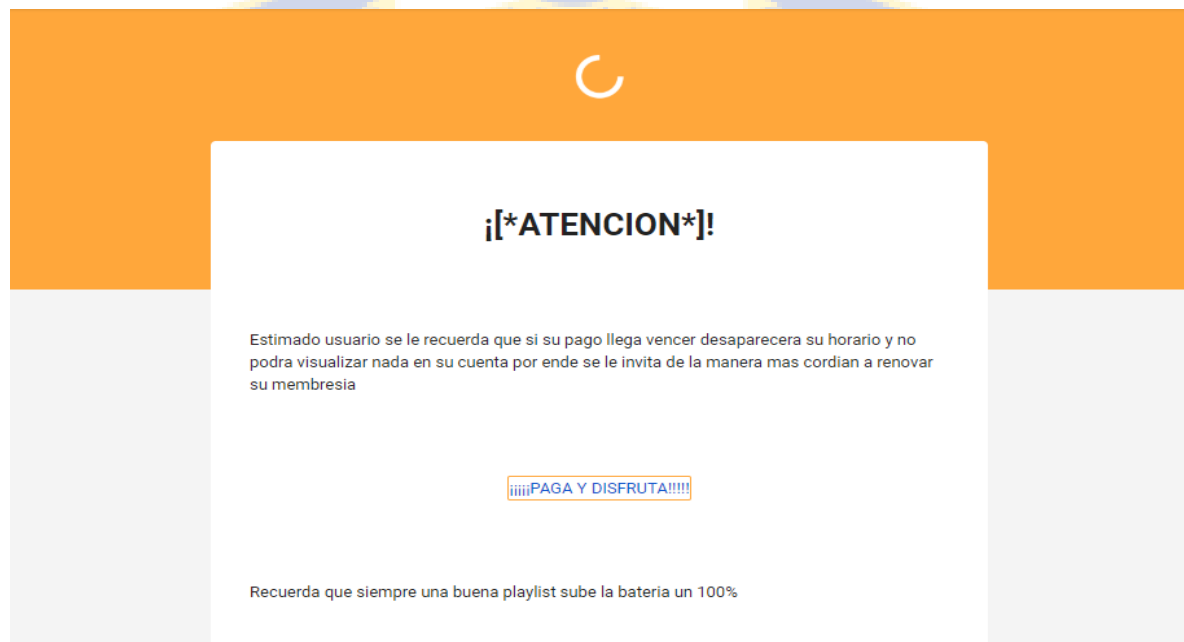 ¡[*ATENCION*]!
Estimado usuario se le recuerda que si su pago llega vencer desaparecera su horario y no
podra visualizar nada en su cuenta por ende se le invita de la manera mas cordian a renovar
su membresia
¡¡¡¡¡PAGA Y DISFRUTA!!!!!
Recuerda que siempre una buena playlist sube la bateria un 100%